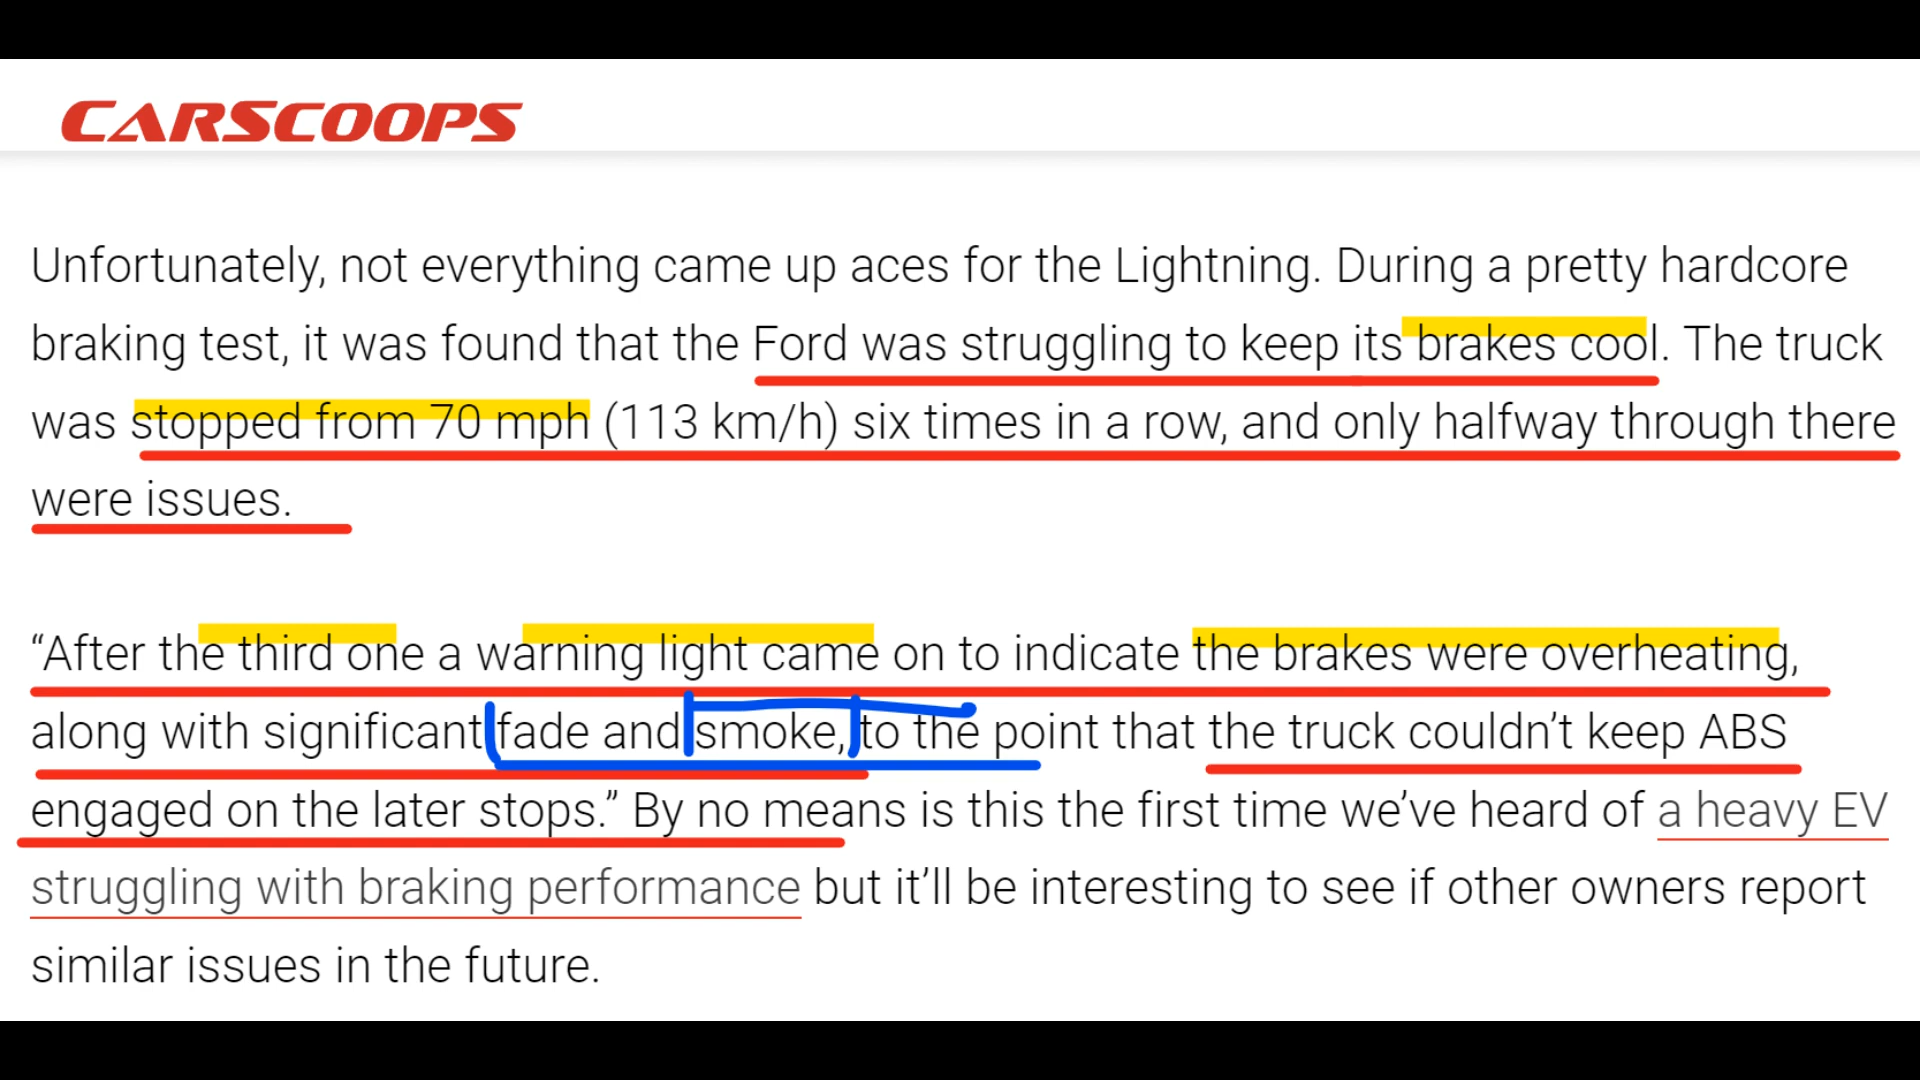 CARSCOOPS
Unfortunately, not everything came up aces for the Lightning. During a pretty hardcore
braking test, it was found that the Ford was struggling to keep its brakes cool. The truck
was stopped from 70 mph (113 km/h) six times in a row, and only halfway through there
were issues.
“After the third one a warning light came on to indicate the brakes were overheating,
along with significant fade and smoke, to the point that the truck couldn’t keep ABS
engaged on the later stops.” By no means is this the first time we’ve heard of a heavy EV
struggling with braking performance but it’ll be interesting to see if other owners report
similar issues in the future.